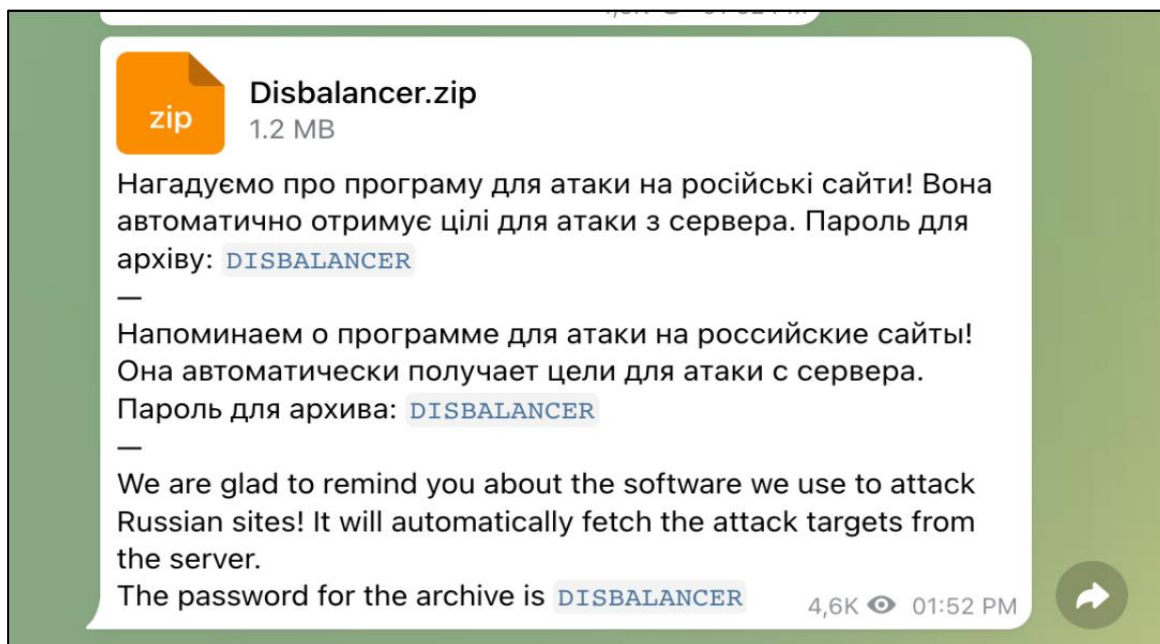 Disbalancer.zip
zip
1.2 MB
Нагадуємо про програму для атаки на російські сайти! Вона
автоматично отримує цілі для атаки з сервера. Пароль для
архіву: DISBALANCER
—
Напоминаем о программе для атаки на российские сайты!
Она автоматически получает цели для атаки с сервера.
Пароль для архива: DISBALANCER
—
We are glad to remind you about the software we use to attack
Russian sites! It will automatically fetch the attack targets from
the server.
The password for the archive is DISBALANCER
4,6K 01:52 PM